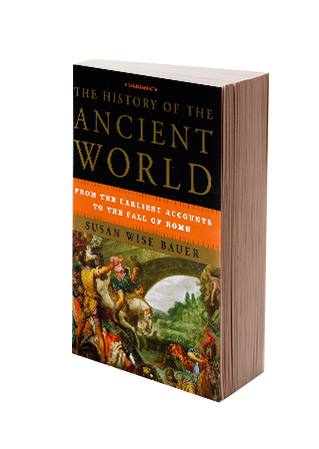 THE HISTORY OF THE
ANCIENT
WORLD
FROM THE EARLIEST ACCOUNTS
TO THE FALL OF ROME
SUSAN WISE BAUER